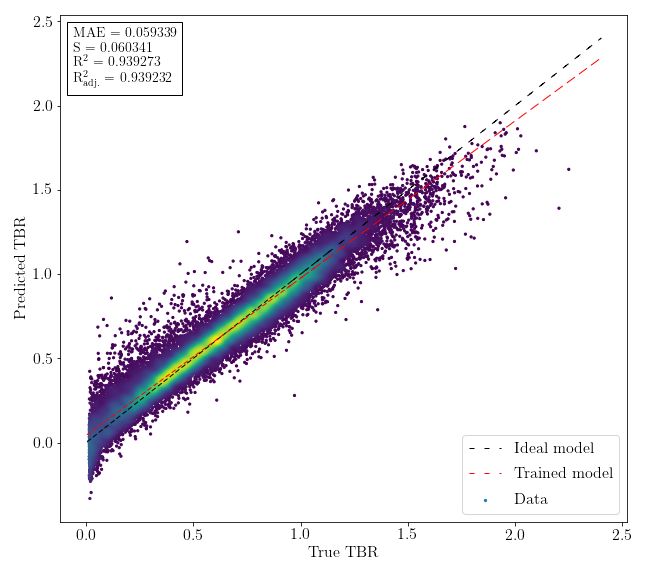 MAE = 0.059339
S = 0.060341
R² = 0.939273
R²adj. = 0.939232
Predicted TBR
2.5
2.0
1.5
1.0
0.5
0.0
Ideal model
Trained model
Data
0.0 0.5 1.0 1.5 2.0 2.5
True TBR